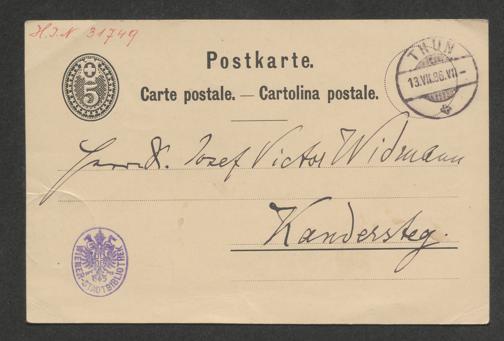 H.I.N 31749
Postkarte.
Carte postale. — Cartolina postale.
5
THUN
13.VII.86.VII-
Herrn Dr. Josef Victor Widmann
Kandersteg.
WIENER-STADTBIBLIOTHEK